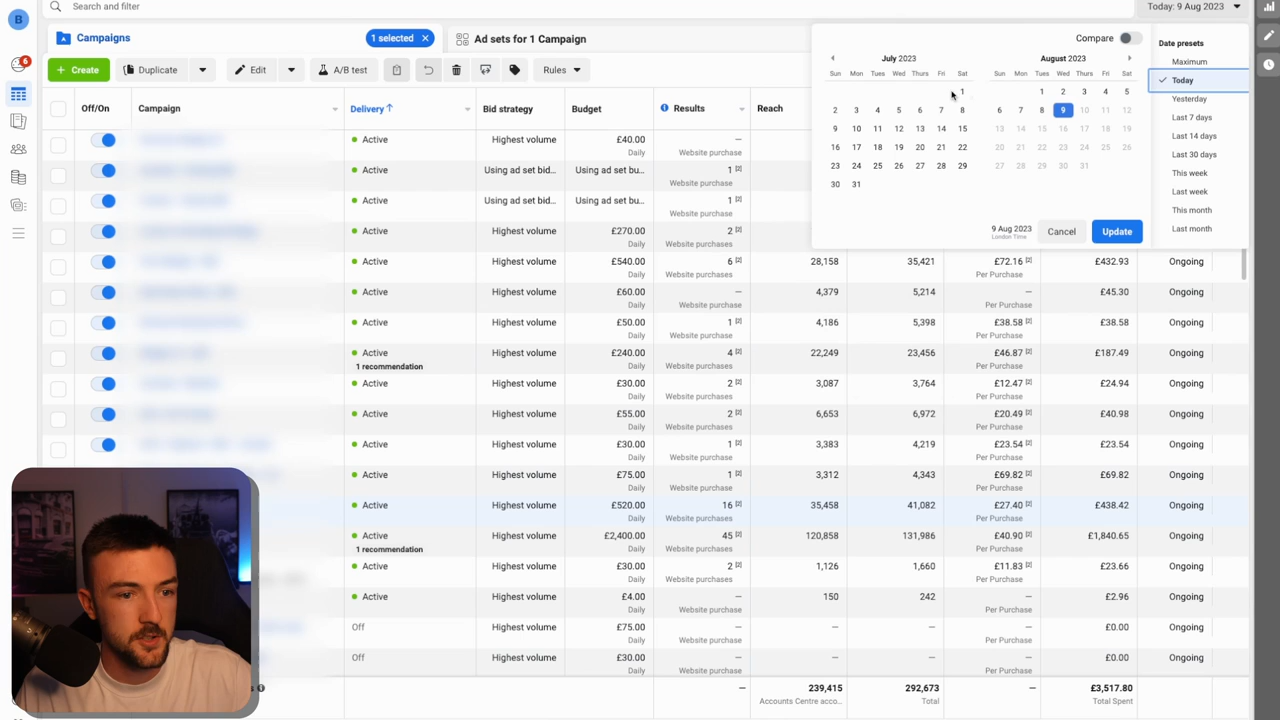 B
Search and filter
Today: 9 Aug 2023
6
Campaigns
1 selected
Ad sets for 1 Campaign
Create
Duplicate
Edit
A/B test
Rules
Compare
July 2023
Sun Mon Tues Wed Thurs Fri Sat
1
2 3 4 5 6 7 8
9 10 11 12 13 14 15
16 17 18 19 20 21 22
23 24 25 26 27 28 29
30 31
August 2023
Sun Mon Tues Wed Thurs Fri Sat
1 2 3 4 5
6 7 8 9 10 11 12
13 14 15 16 17 18 19
20 21 22 23 24 25 26
27 28 29 30 31
9 Aug 2023
London Time
Cancel
Update
Date presets
Maximum
Today
Yesterday
Last 7 days
Last 14 days
Last 30 days
This week
Last week
This month
Last month
Off/On Campaign Delivery Bid strategy Budget Results Reach
Active Highest volume £40.00 —
Daily Website purchase
Active Using ad set bid... Using ad set bu... 1 [2]
Website purchase
Active Using ad set bid... Using ad set bu... 1 [2]
Website purchase
Active Highest volume £270.00 2 [2]
Daily Website purchases
Active Highest volume £540.00 6 [2] 28,158 35,421 £72.16 [2] £432.93 Ongoing
Daily Website purchases Per Purchase
Active Highest volume £60.00 — 4,379 5,214 — £45.30 Ongoing
Daily Website purchase Per Purchase
Active Highest volume £50.00 1 [2] 4,186 5,398 £38.58 [2] £38.58 Ongoing
Daily Website purchase Per Purchase
Active Highest volume £240.00 4 [2] 22,249 23,456 £46.87 [2] £187.49 Ongoing
1 recommendation Daily Website purchases Per Purchase
Active Highest volume £30.00 2 [2] 3,087 3,764 £12.47 [2] £24.94 Ongoing
Daily Website purchases Per Purchase
Active Highest volume £55.00 2 [2] 6,653 6,972 £20.49 [2] £40.98 Ongoing
Daily Website purchases Per Purchase
Active Highest volume £30.00 1 [2] 3,383 4,219 £23.54 [2] £23.54 Ongoing
Daily Website purchase Per Purchase
Active Highest volume £75.00 1 [2] 3,312 4,343 £69.82 [2] £69.82 Ongoing
Daily Website purchase Per Purchase
Active Highest volume £520.00 16 [2] 35,458 41,082 £27.40 [2] £438.42 Ongoing
Daily Website purchases Per Purchase
Active Highest volume £2,400.00 45 [2] 120,858 131,986 £40.90 [2] £1,840.65 Ongoing
1 recommendation Daily Website purchases Per Purchase
Active Highest volume £30.00 2 [2] 1,126 1,660 £11.83 [2] £23.66 Ongoing
Daily Website purchases Per Purchase
Active Highest volume £4.00 — 150 242 — £2.96 Ongoing
Daily Website purchase Per Purchase
Off Highest volume £75.00 — — — — £0.00 Ongoing
Daily Website purchase Per Purchase
Off Highest volume £30.00 — — — — £0.00 Ongoing
Daily Website purchase Per Purchase
— 239,415 292,673 — £3,517.80
Accounts Centre acco... Total Total Spent